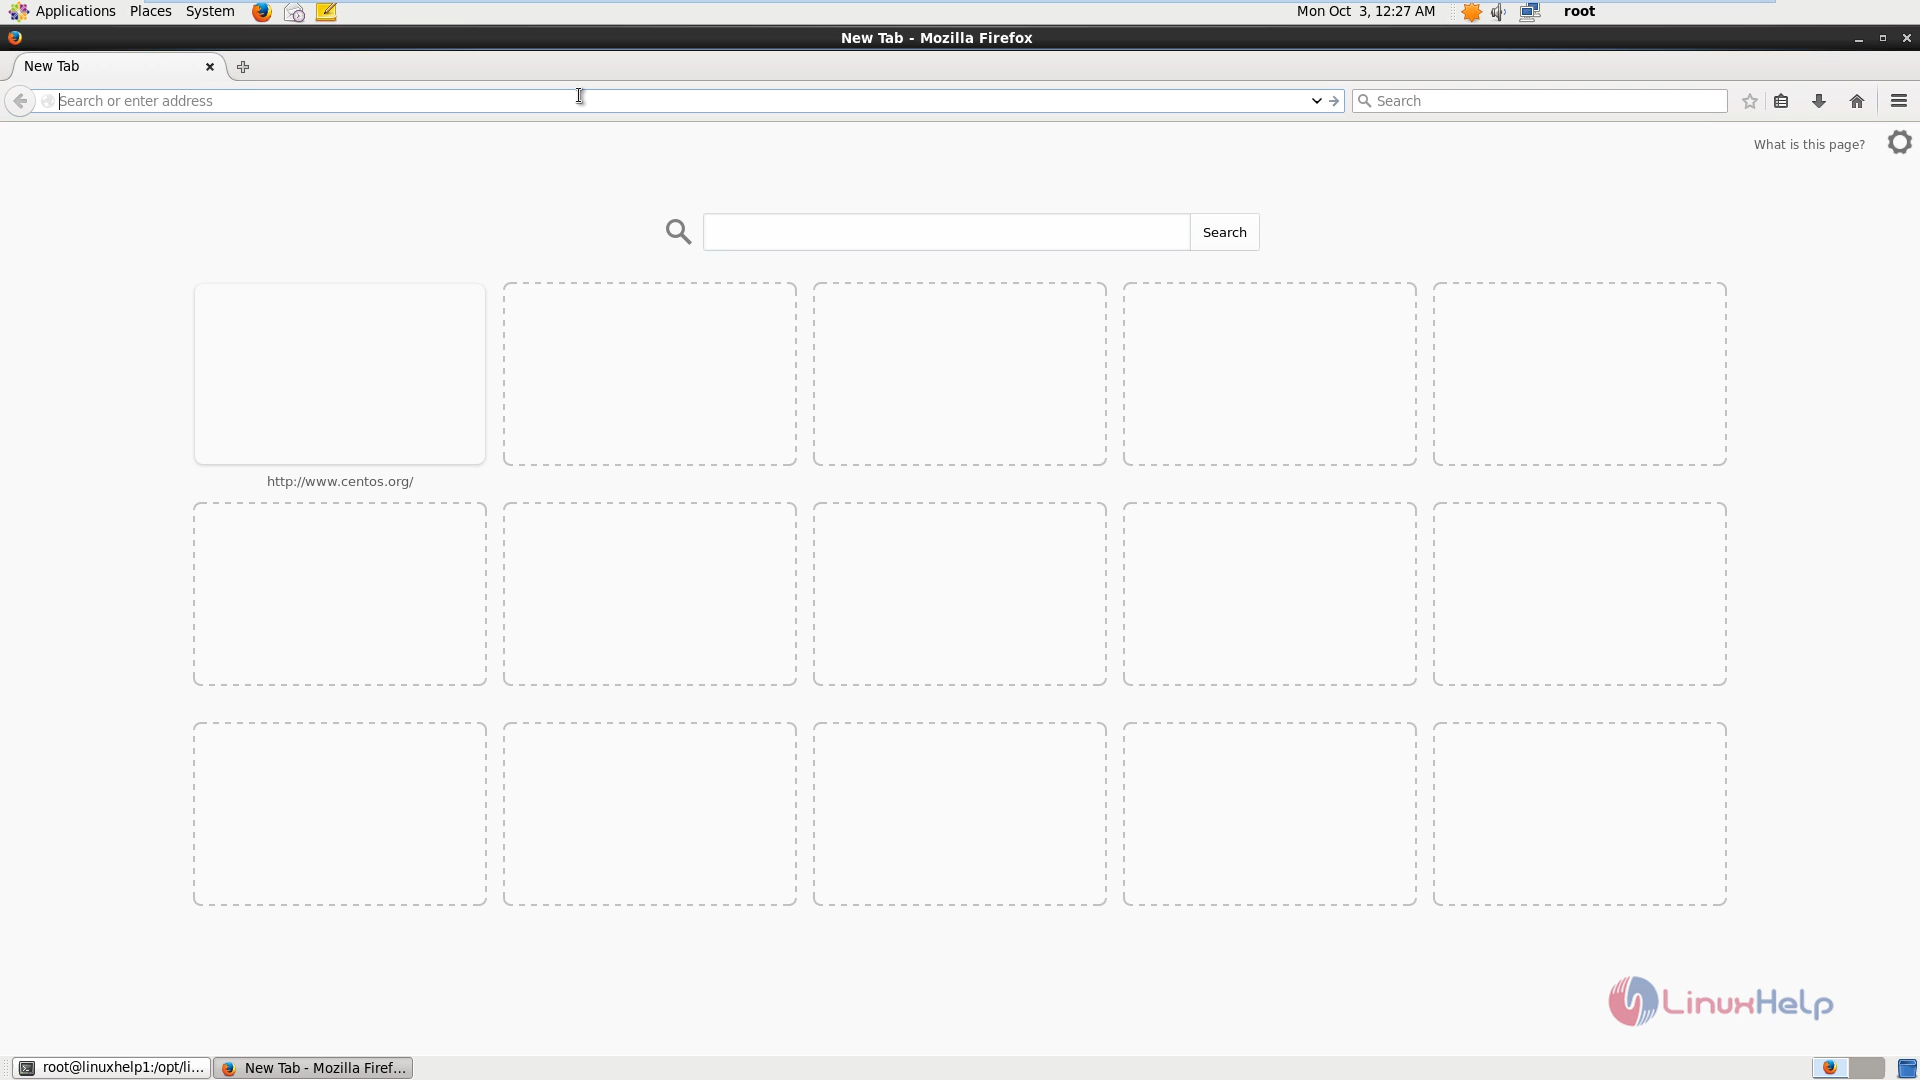 Applications Places System Mon Oct 3, 12:27 AM root
New Tab - Mozilla Firefox
New Tab
Search or enter address Search
What is this page?
Search
http://www.centos.org/
LinuxHelp
root@linuxhelp1:/opt/li... New Tab - Mozilla Firef...